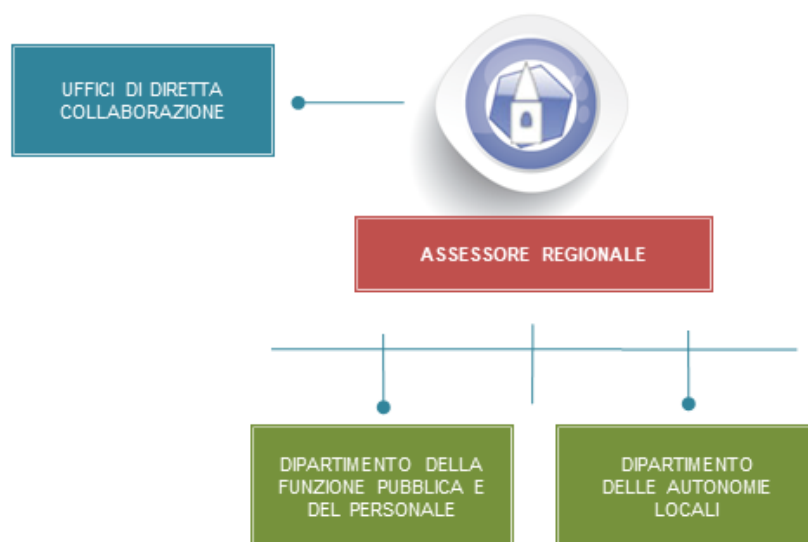 UFFICI DI DIRETTA
COLLABORAZIONE
ASSESSORE REGIONALE
DIPARTIMENTO DELLA
FUNZIONE PUBBLICA E
DEL PERSONALE
DIPARTIMENTO
DELLE AUTONOMIE
LOCALI